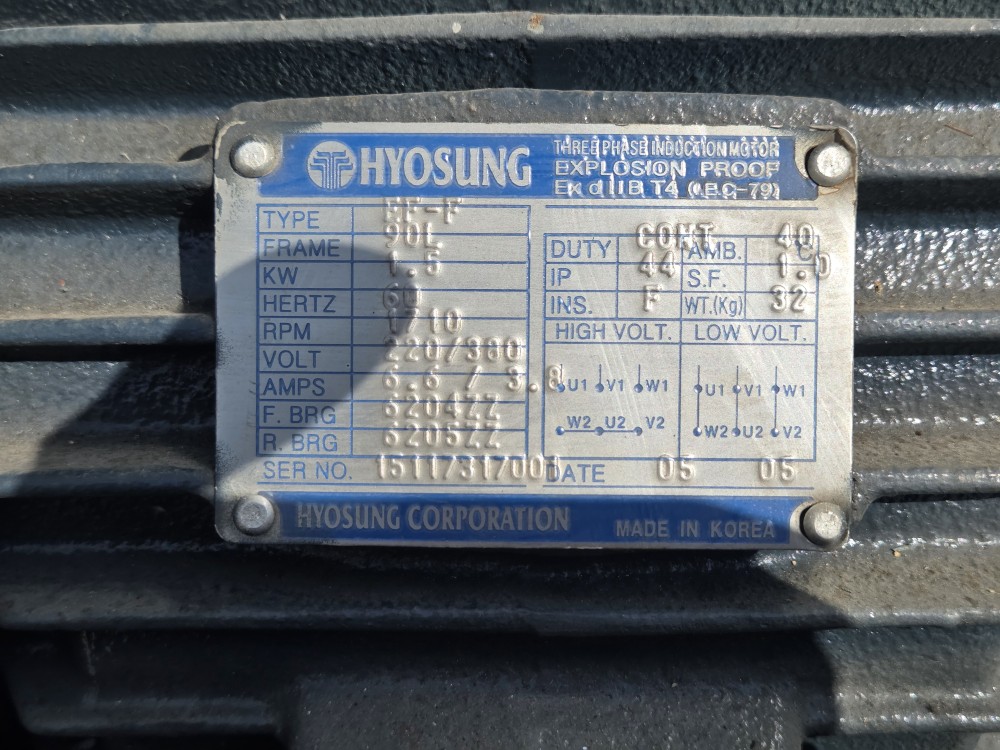 HYOSUNG
THREE PHASE INDUCTION MOTOR
EXPLOSION PROOF
Ex d IIB T4 (IEC-79)
TYPE EF-F
FRAME 90L
KW 1.5
HERTZ 60
RPM 1710
VOLT 220/380
AMPS 6.6 / 3.8
F. BRG 6204ZZ
R. BRG 6205ZZ
SER NO.
DUTY CONT AMB. 40 C
IP 44 S.F. 1.0
INS. F WT.(Kg) 32
HIGH VOLT. LOW VOLT.
U1 V1 W1 U1 V1 W1
W2 U2 V2 W2 U2 V2
DATE 05 05
HYOSUNG CORPORATION MADE IN KOREA